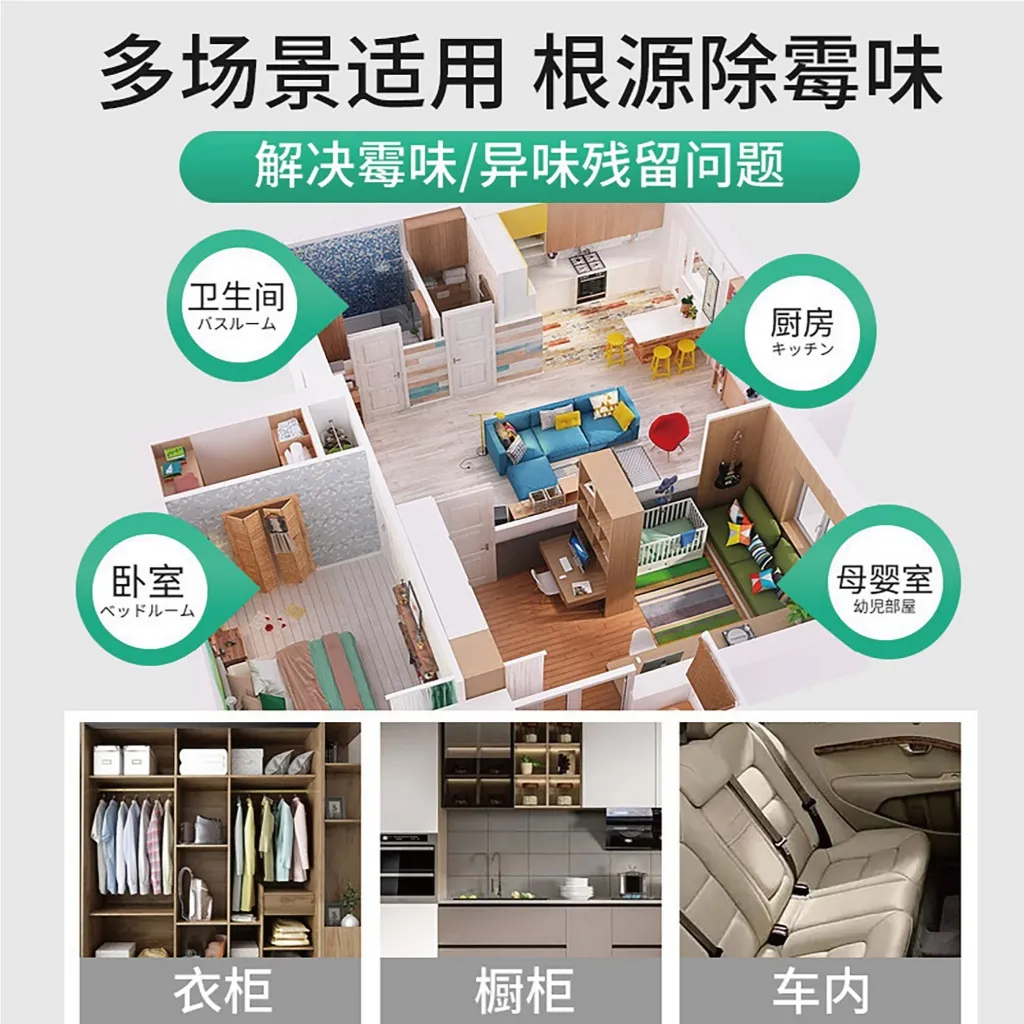 多场景适用 根源除霉味
解决霉味/异味残留问题
卫生间
バスルーム
厨房
キッチン
卧室
ベッドルーム
母婴室
幼児部屋
衣柜
橱柜
车内